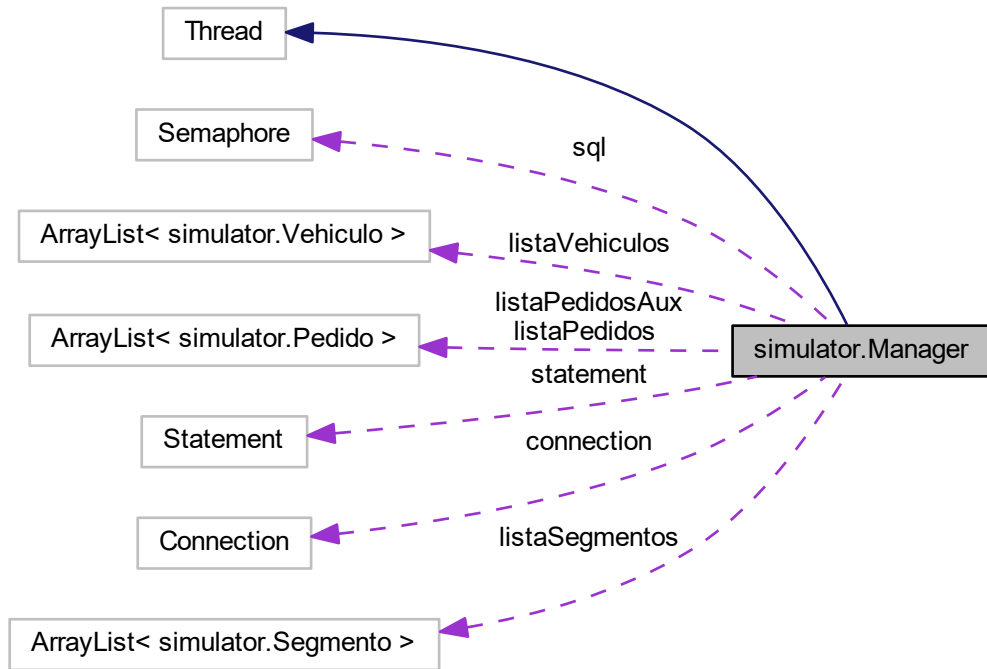 Thread
Semaphore
sql
ArrayList< simulator.Vehiculo >
listaVehiculos
listaPedidosAux
listaPedidos
ArrayList< simulator.Pedido >
simulator.Manager
statement
Statement
connection
Connection
listaSegmentos
ArrayList< simulator.Segmento >